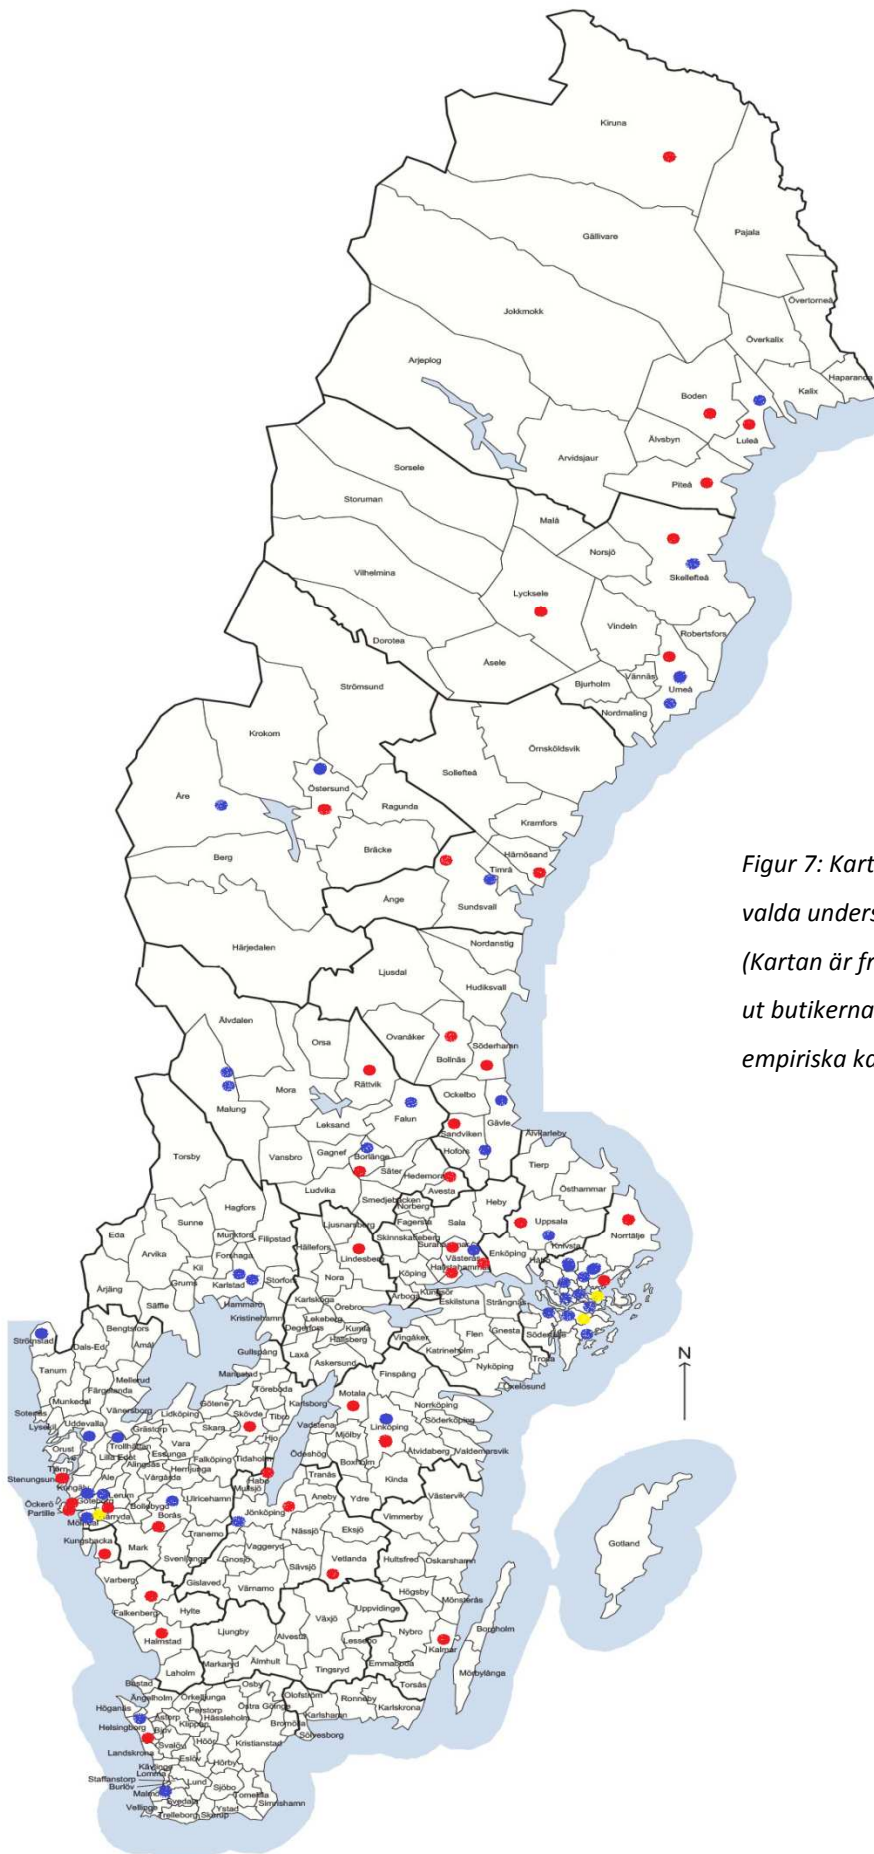 Kiruna
Gällivare
Pajala
Jokkmokk
Övertorneå
Överkalix
Arjeplog
Haparanda
Kalix
Boden
Luleå
Älvsbyn
Arvidsjaur
Piteå
Sorsele
Storuman
Malå
Norsjö
Skellefteå
Vilhelmina
Lycksele
Vindeln
Robertsfors
Dorotea
Åsele
Vännäs
Bjurholm
Umeå
Nordmaling
Strömsund
Krokom
Örnsköldsvik
Sollefteå
Östersund
Åre
Ragunda
Kramfors
Bräcke
Härnösand
Berg
Timrå
Ånge
Sundsvall
Figur 7: Kart
valda unders
(Kartan är fr
ut butikerna
empiriska ka
Härjedalen
Nordanstig
Ljusdal
Hudiksvall
Älvdalen
Orsa
Ovanåker
Bollnäs
Söderhamn
Mora
Rättvik
Ockelbo
Malung
Leksand
Falun
Gävle
Sandviken
Älvkarleby
Vansbro
Gagnef
Borlänge
Hofors
Torsby
Säter
Hedemora
Tierp
Östhammar
Ludvika
Smedjebacken
Avesta
Hagfors
Norberg
Heby
Sunne
Munkfors
Filipstad
Ljusnarsberg
Fagersta
Sala
Uppsala
Norrtälje
Eda
Arvika
Forshaga
Hällefors
Lindesberg
Skinnskatteberg
Västerås
Enköping
Knivsta
Håbo
Kil
Karlstad
Storfors
Nora
Köping
Hallstahammar
Årjäng
Grums
Karlskoga
Kungsör
Säffle
Hammarö
Örebro
Arboga
Eskilstuna
Strängnäs
Kristinehamn
Lekeberg
Kumla
Degerfors
Hallsberg
Flen
Gnesta
Södertälje
Strömstad
Bengtsfors
Laxå
Vingåker
Katrineholm
Dals-Ed
Åmål
Gullspång
Askersund
Nyköping
Trosa
Tanum
Mellerud
Mariestad
Finspång
Oxelösund
N
Färgelanda
Töreboda
Karlsborg
Motala
Norrköping
Munkedal
Vänersborg
Lidköping
Götene
Sotenäs
Skövde
Tibro
Vadstena
Linköping
Söderköping
Lysekil
Uddevalla
Grästorp
Skara
Mjölby
Trollhättan
Vara
Hjo
Åtvidaberg
Valdemarsvik
Orust
Essunga
Falköping
Tidaholm
Ödeshög
Boxholm
Lilla Edet
Alingsås
Herrljunga
Tjörn
Stenungsund
Ale
Vårgårda
Habo
Mullsjö
Tranås
Kinda
Kungälv
Lerum
Ulricehamn
Aneby
Ydre
Västervik
Öckerö
Göteborg
Bollebygd
Jönköping
Partille
Borås
Vimmerby
Mölndal
Härryda
Tranemo
Nässjö
Eksjö
Gotland
Kungsbacka
Mark
Vaggeryd
Svenljunga
Gnosjö
Hultsfred
Oskarshamn
Varberg
Gislaved
Sävsjö
Vetlanda
Värnamo
Högsby
Mönsterås
Falkenberg
Hylte
Uppvidinge
Växjö
Borgholm
Halmstad
Ljungby
Alvesta
Lessebo
Nybro
Kalmar
Laholm
Markaryd
Älmhult
Tingsryd
Emmaboda
Mörbylånga
Torsås
Båstad
Osby
Olofström
Ronneby
Ängelholm
Örkelljunga
Höganäs
Perstorp
Östra Göinge
Karlshamn
Karlskrona
Åstorp
Hässleholm
Bromölla
Helsingborg
Klippan
Sölvesborg
Bjuv
Svalöv
Höör
Kristianstad
Landskrona
Eslöv
Hörby
Kävlinge
Lomma
Staffanstorp
Lund
Sjöbo
Burlöv
Malmö
Tomelilla
Svedala
Simrishamn
Vellinge
Ystad
Trelleborg
Skurup